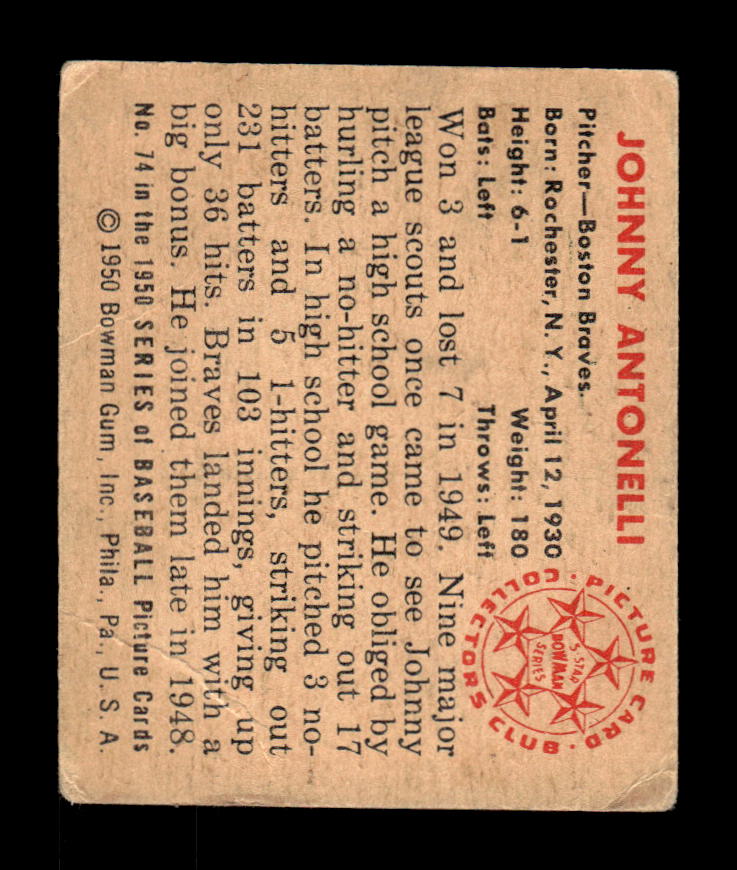 JOHNNY ANTONELLI
Pitcher—Boston Braves.
Born: Rochester, N. Y., April 12, 1930
Height: 6-1 Weight: 180
Bats: Left Throws: Left
Won 3 and lost 7 in 1949. Nine major
league scouts once came to see Johnny
pitch a high school game. He obliged by
hurling a no-hitter and striking out 17
batters. In high school he pitched 3 no-
hitters and 5 1-hitters, striking out
231 batters in 103 innings, giving up
only 36 hits. Braves landed him with a
big bonus. He joined them late in 1948.
No. 74 in the 1950 SERIES of BASEBALL Picture Cards
© 1950 Bowman Gum, Inc., Phila., Pa., U. S. A.
· PICTURE CARD ·
COLLECTORS CLUB
5-STAR
BOWMAN
SERIES